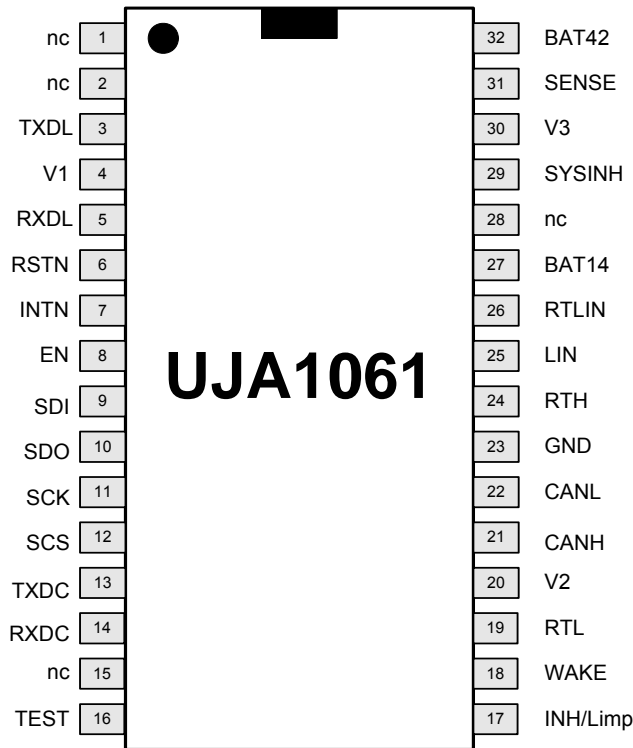 nc 1 32 BAT42
nc 2 31 SENSE
TXDL 3 30 V3
V1 4 29 SYSINH
RXDL 5 28 nc
RSTN 6 27 BAT14
INTN 7 26 RTLIN
EN 8 25 LIN
UJA1061
SDI 9 24 RTH
SDO 10 23 GND
SCK 11 22 CANL
SCS 12 21 CANH
TXDC 13 20 V2
RXDC 14 19 RTL
nc 15 18 WAKE
TEST 16 17 INH/Limp